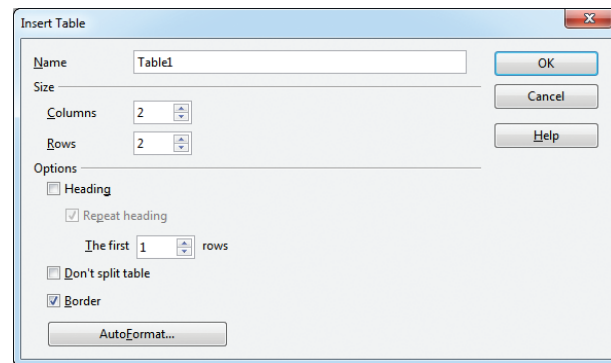 Insert Table
Name Table1 OK
Size Cancel
Columns 2
Rows 2 Help
Options
Heading
Repeat heading
The first 1 rows
Don't split table
Border
AutoFormat...